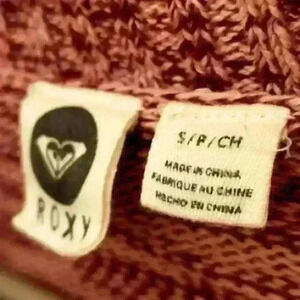 ROXY
S/P/CH
MADE IN CHINA
FABRIQUE AU CHINE
HECHO EN CHINA